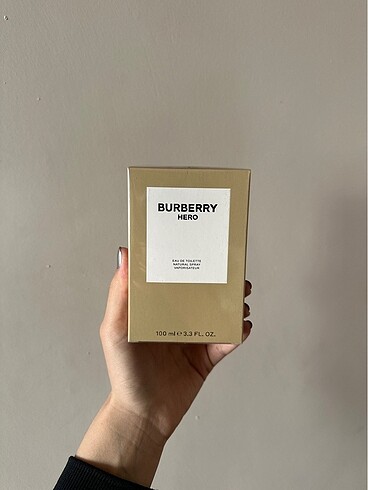 BURBERRY
HERO
EAU DE TOILETTE
NATURAL SPRAY
VAPORISATEUR
100 ml ℮ 3.3 FL. OZ.